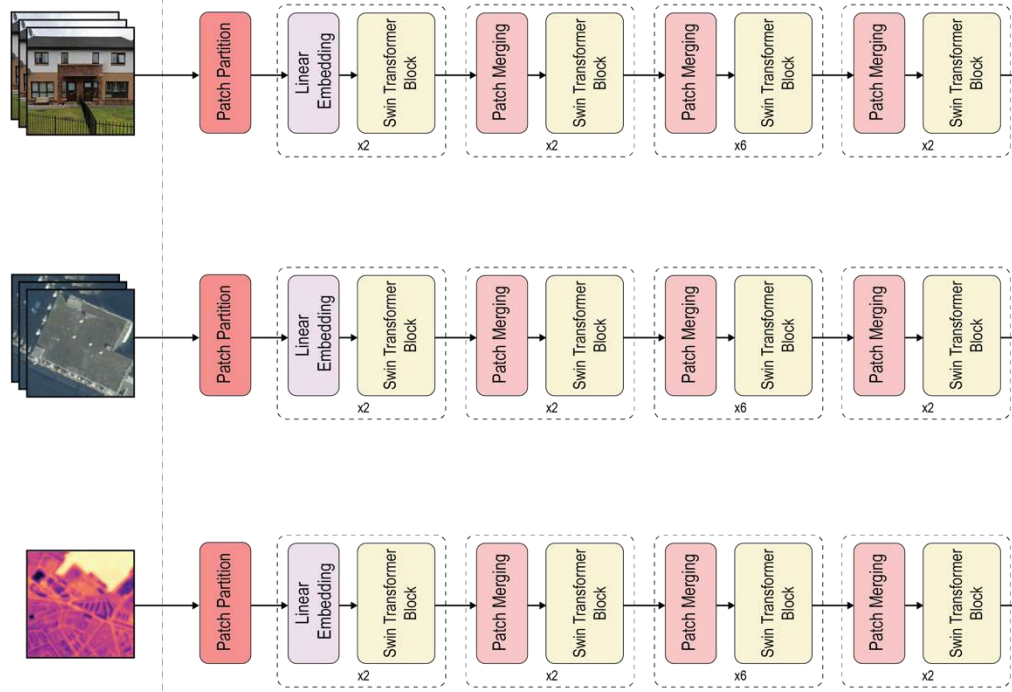 Patch Partition
Linear
Embedding
Swin Transformer
Block
x2
Patch Merging
Swin Transformer
Block
x2
Patch Merging
Swin Transformer
Block
x6
Patch Merging
Swin Transformer
Block
x2
Patch Partition
Linear
Embedding
Swin Transformer
Block
x2
Patch Merging
Swin Transformer
Block
x2
Patch Merging
Swin Transformer
Block
x6
Patch Merging
Swin Transformer
Block
x2
Patch Partition
Linear
Embedding
Swin Transformer
Block
x2
Patch Merging
Swin Transformer
Block
x2
Patch Merging
Swin Transformer
Block
x6
Patch Merging
Swin Transformer
Block
x2